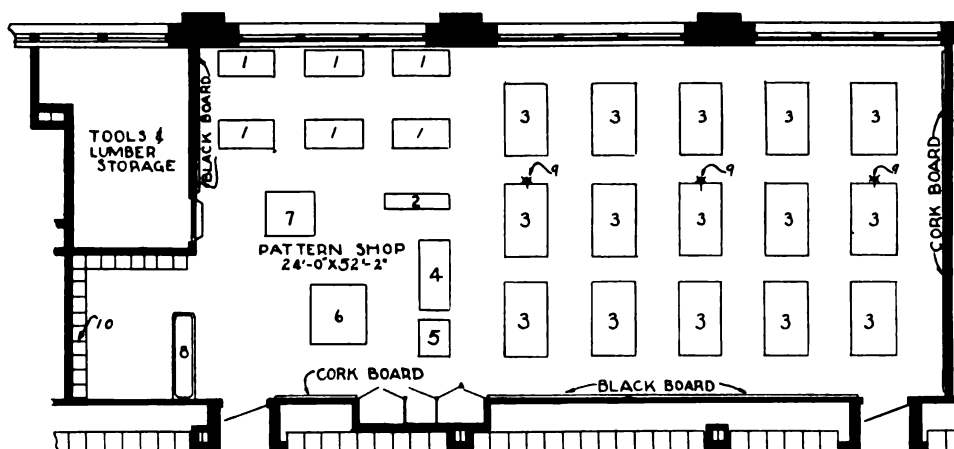 1 1 1
BLACK BOARD
TOOLS &
LUMBER
STORAGE
1 1 1
3 3 3 3 3
9 9 9
CORK BOARD
2
7
3 3 3 3 3
PATTERN SHOP
24'-0"X52'-2"
4
6
5
3 3 3 3 3
10
8
CORK BOARD
BLACK BOARD